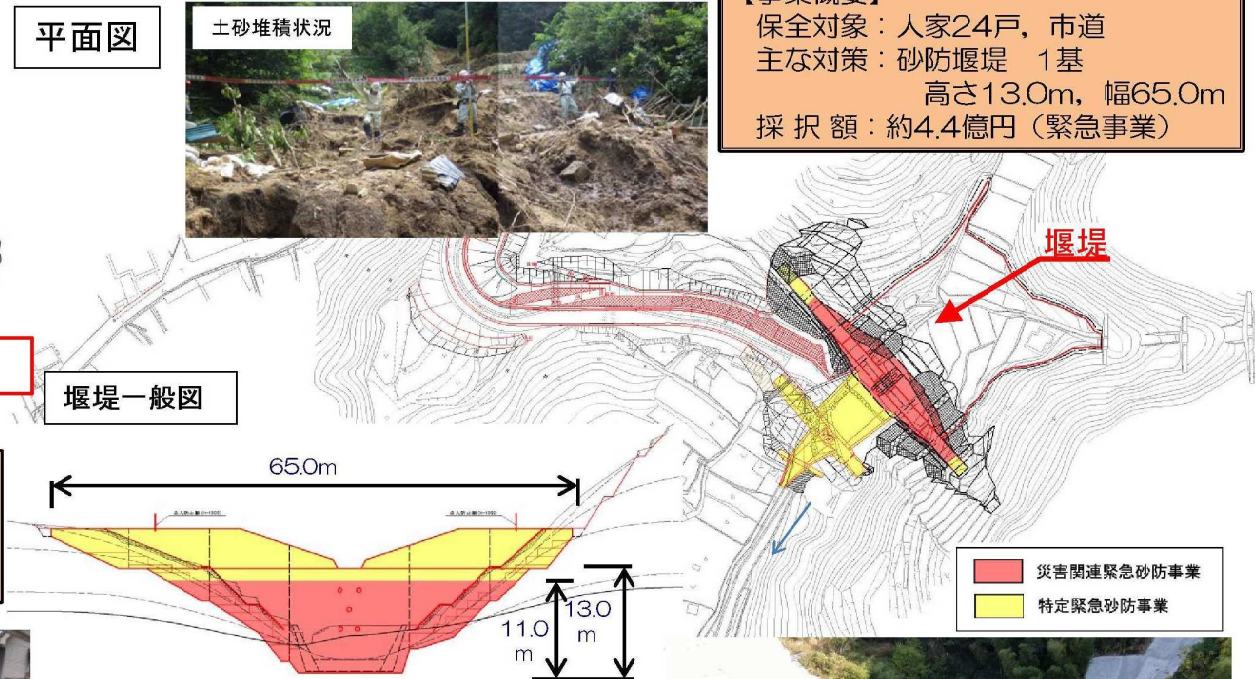 平面図
土砂堆積状況
保全対象：人家24戸，市道
主な対策：砂防堰堤　1基
高さ13.0m，幅65.0m
採択額：約4.4億円（緊急事業）
堰堤
堰堤一般図
65.0m
11.0
m
13.0
m
災害関連緊急砂防事業
特定緊急砂防事業